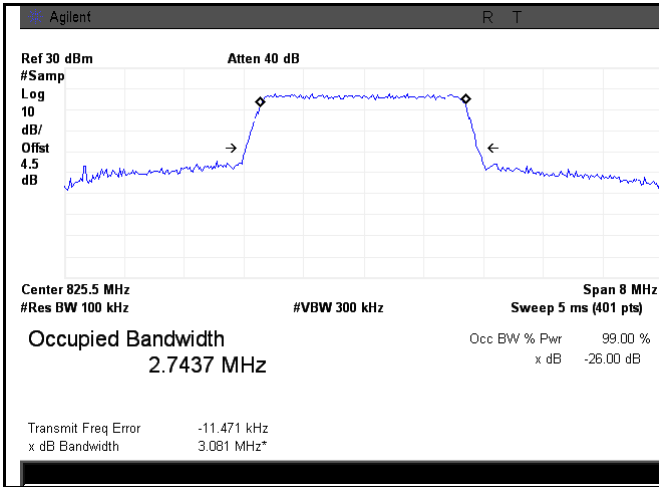 Agilent R T
Ref 30 dBm Atten 40 dB
#Samp
Log
10
dB/
Offst
4.5
dB
Center 825.5 MHz Span 8 MHz
#Res BW 100 kHz #VBW 300 kHz Sweep 5 ms (401 pts)
Occupied Bandwidth Occ BW % Pwr 99.00 %
2.7437 MHz x dB -26.00 dB
Transmit Freq Error -11.471 kHz
x dB Bandwidth 3.081 MHz*